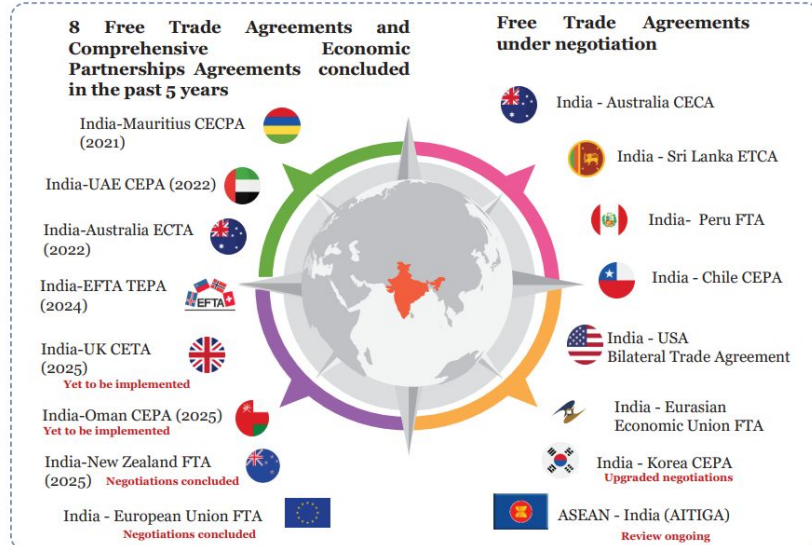 8 Free Trade Agreements and
Comprehensive Economic
Partnerships Agreements concluded
in the past 5 years
India-Mauritius CECPA
(2021)
India-UAE CEPA (2022)
India-Australia ECTA
(2022)
India-EFTA TEPA
(2024)
EFTA
India-UK CETA
(2025)
Yet to be implemented
India-Oman CEPA (2025)
Yet to be implemented
India-New Zealand FTA
(2025) Negotiations concluded
India - European Union FTA
Negotiations concluded
Free Trade Agreements
under negotiation
India - Australia CECA
India - Sri Lanka ETCA
India- Peru FTA
India - Chile CEPA
India - USA
Bilateral Trade Agreement
India - Eurasian
Economic Union FTA
India - Korea CEPA
Upgraded negotiations
ASEAN - India (AITIGA)
Review ongoing